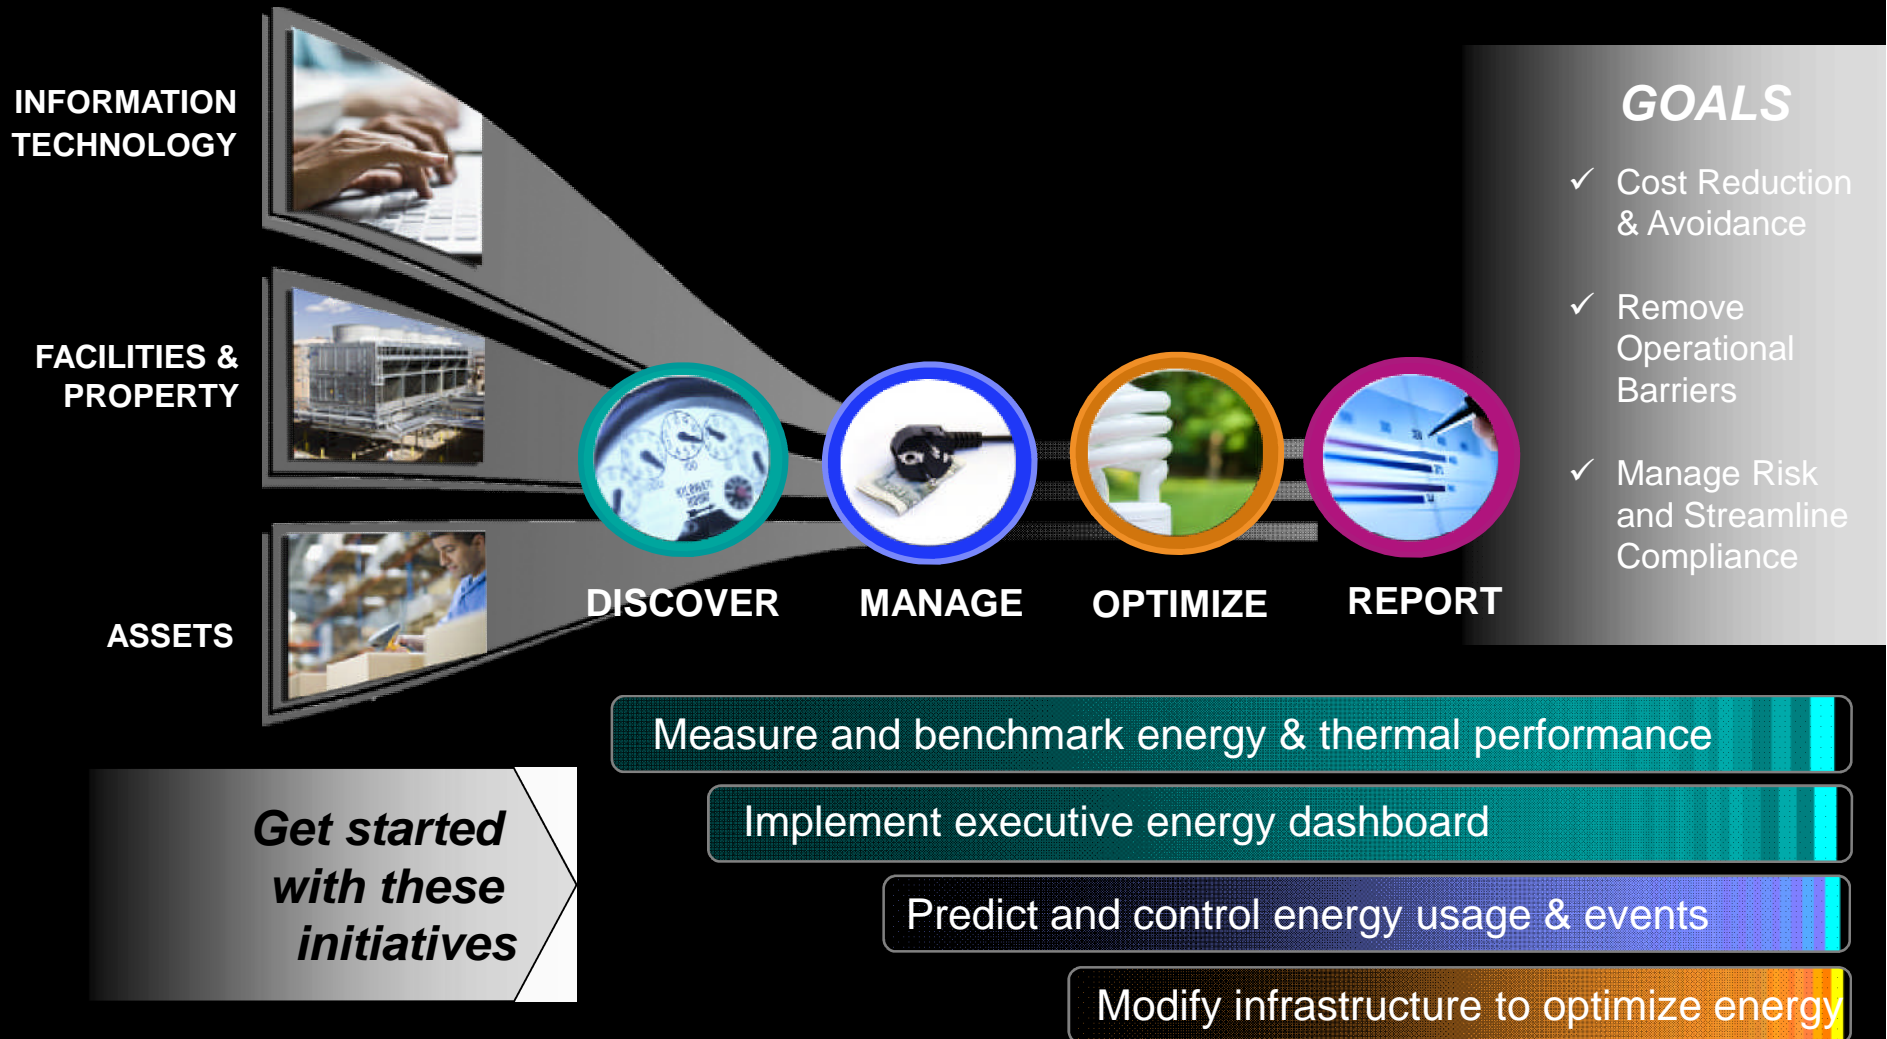 INFORMATION
TECHNOLOGY
FACILITIES &
PROPERTY
ASSETS
DISCOVER
MANAGE
OPTIMIZE
REPORT
GOALS
✓ Cost Reduction
& Avoidance
✓ Remove
Operational
Barriers
✓ Manage Risk
and Streamline
Compliance
Get started
with these
initiatives
Measure and benchmark energy & thermal performance
Implement executive energy dashboard
Predict and control energy usage & events
Modify infrastructure to optimize energy